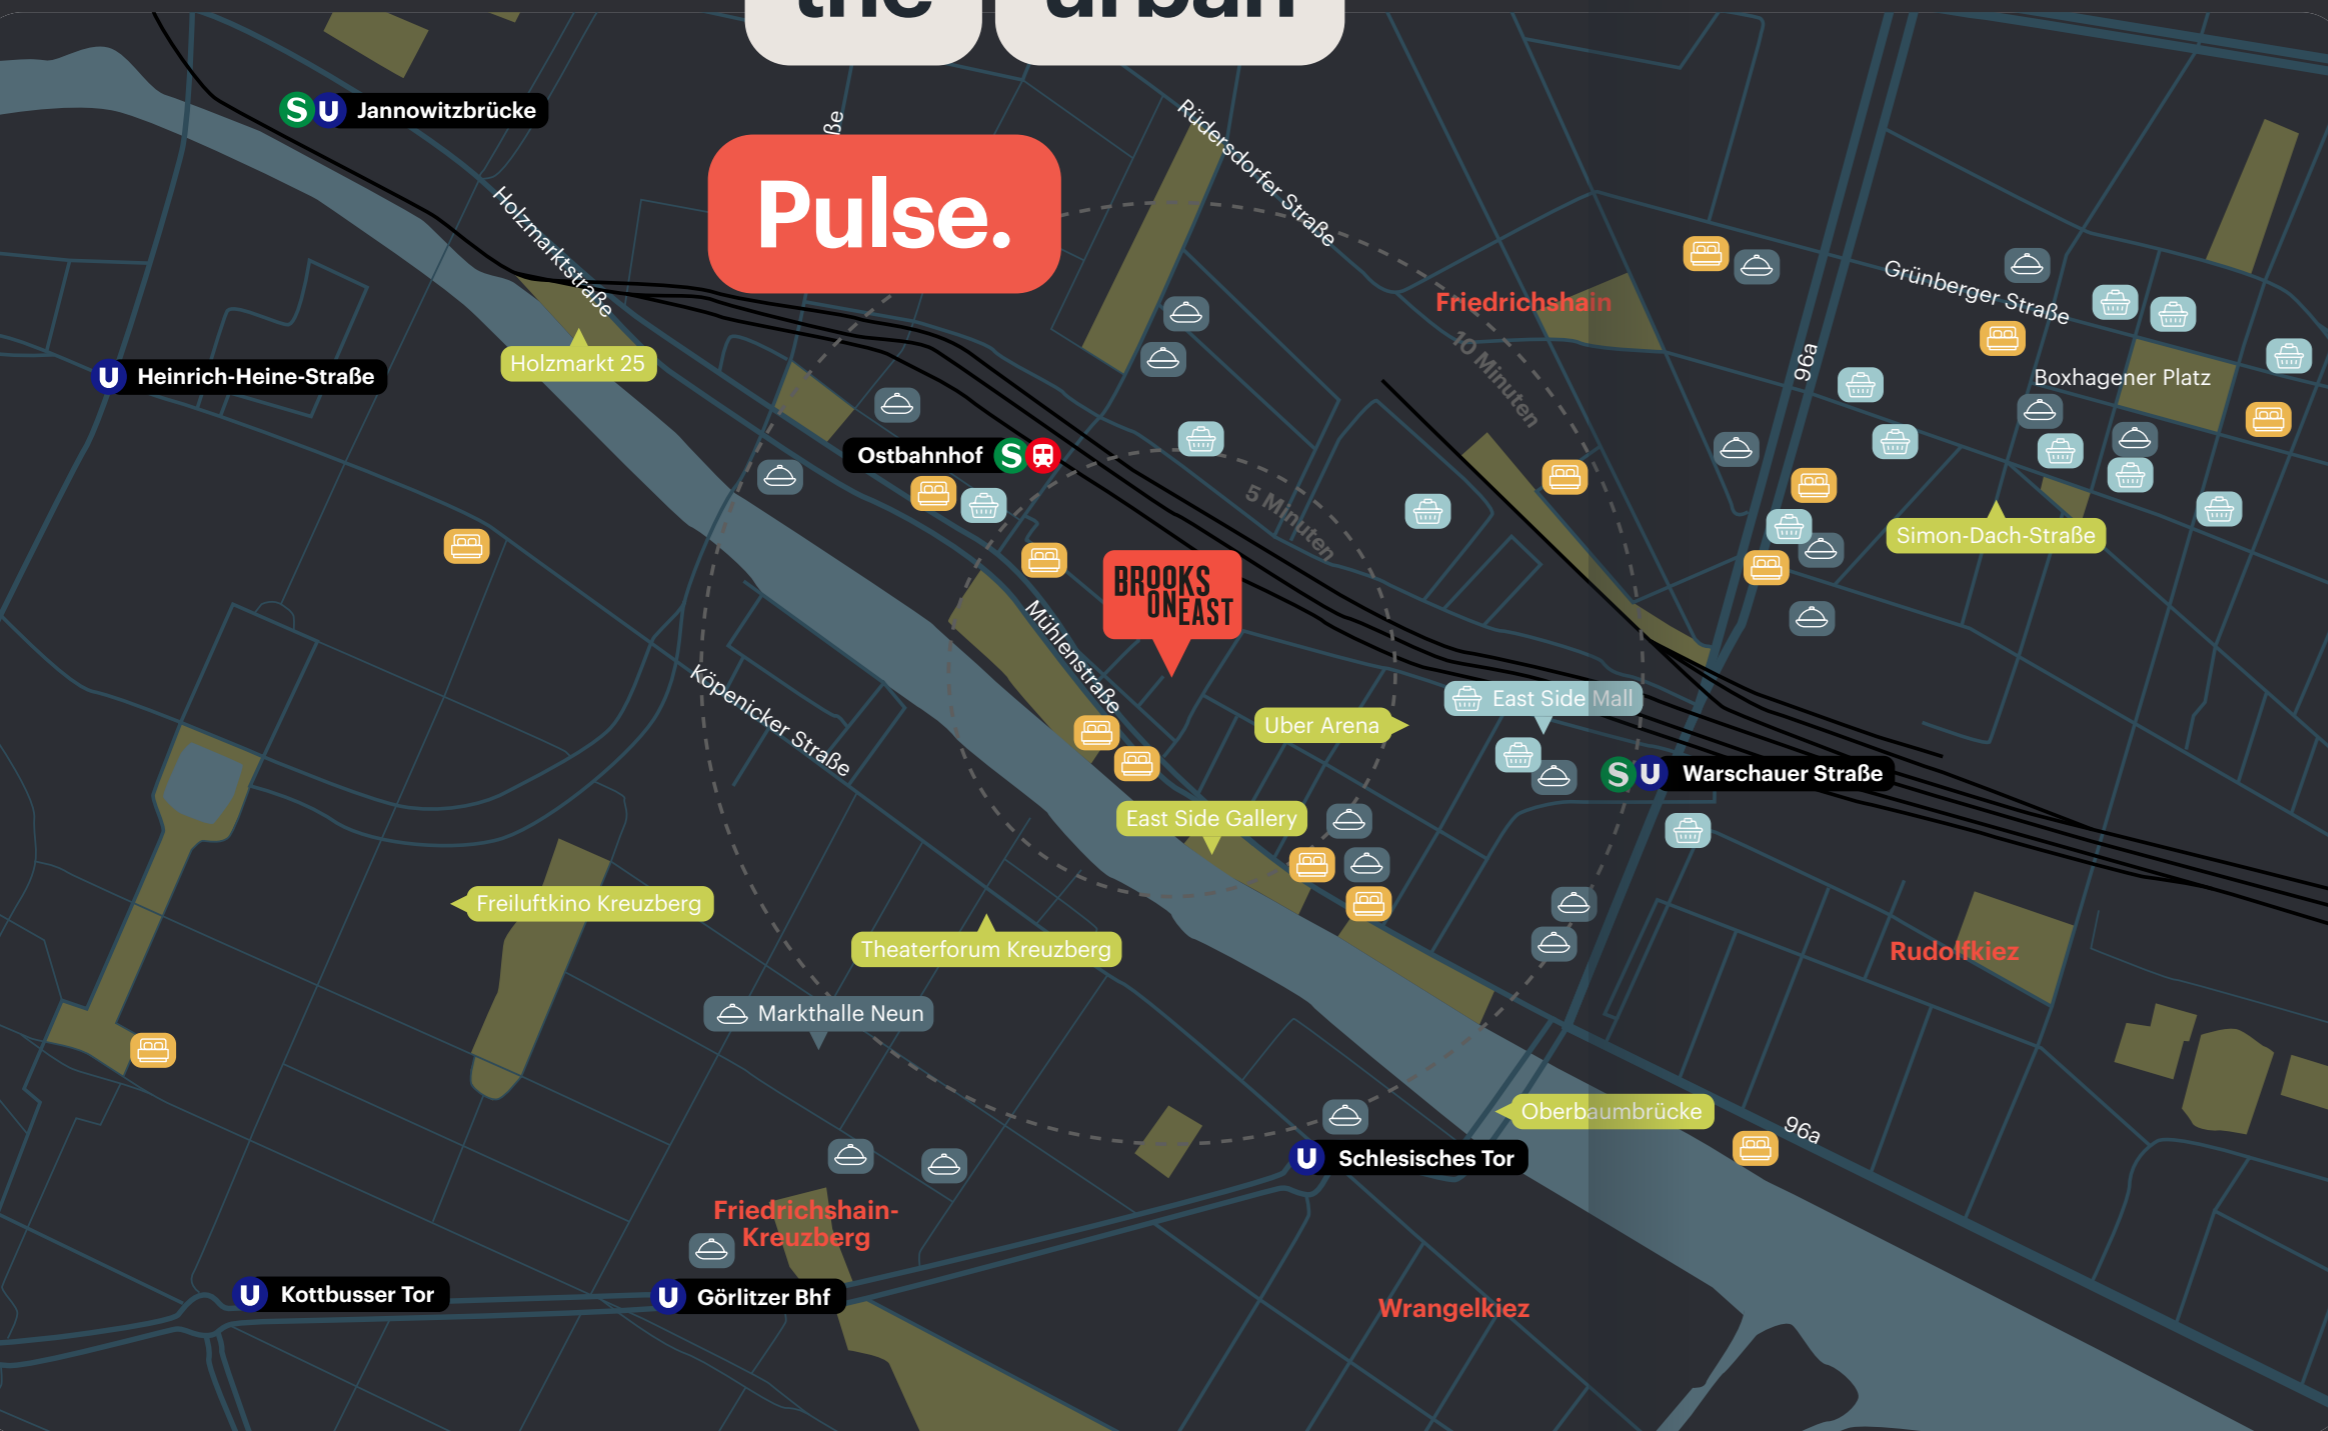 the urban
Pulse.
S U Jannowitzbrücke
Rüdersdorfer Straße
Holzmarktstraße
Friedrichshain
Grünberger Straße
10 Minuten
96a
Holzmarkt 25
U Heinrich-Heine-Straße
Boxhagener Platz
Ostbahnhof S
5 Minuten
Simon-Dach-Straße
BROOKS
ON EAST
Mühlenstraße
Köpenicker Straße
East Side Mall
Uber Arena
S U Warschauer Straße
East Side Gallery
Freiluftkino Kreuzberg
Theaterforum Kreuzberg
Rudolfkiez
Markthalle Neun
Oberbaumbrücke
96a
U Schlesisches Tor
Friedrichshain-
Kreuzberg
U Kottbusser Tor
U Görlitzer Bhf
Wrangelkiez